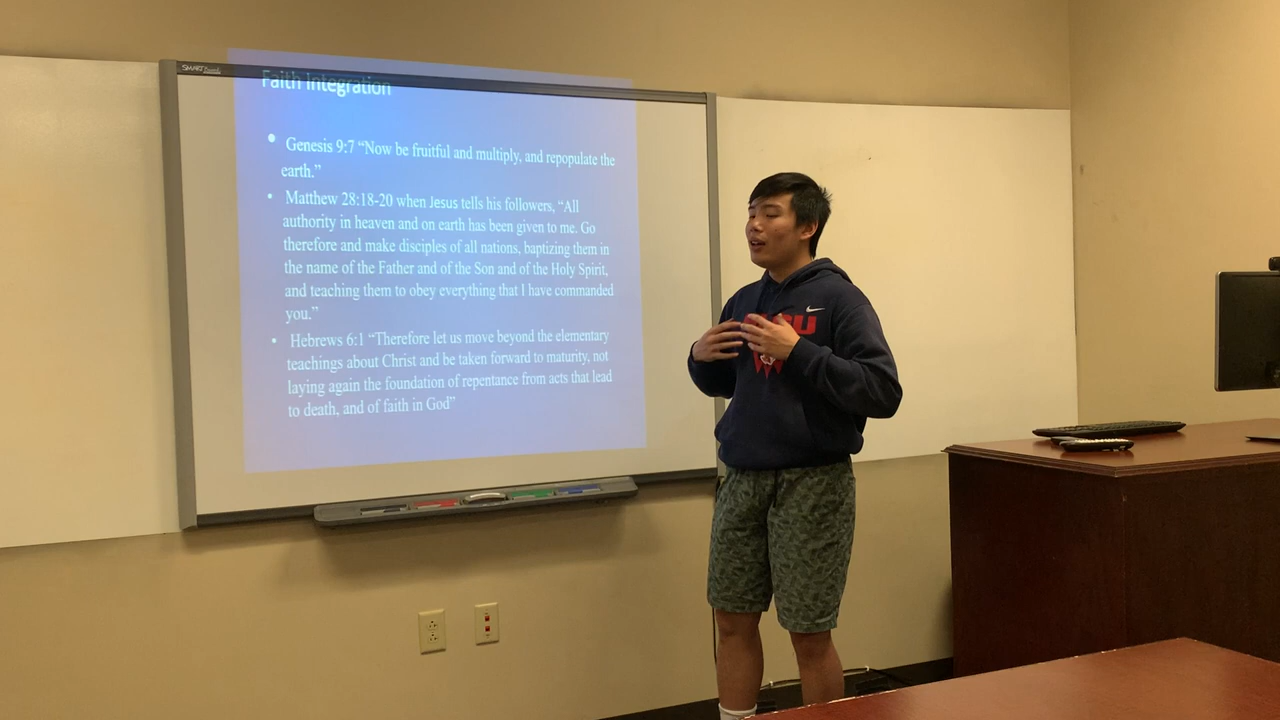 SMART Board
Faith Integration
• Genesis 9:7 “Now be fruitful and multiply, and repopulate the
earth.”
• Matthew 28:18-20 when Jesus tells his followers, “All
authority in heaven and on earth has been given to me. Go
therefore and make disciples of all nations, baptizing them in
the name of the Father and of the Son and of the Holy Spirit,
and teaching them to obey everything that I have commanded
you.”
• Hebrews 6:1 “Therefore let us move beyond the elementary
teachings about Christ and be taken forward to maturity, not
laying again the foundation of repentance from acts that lead
to death, and of faith in God”